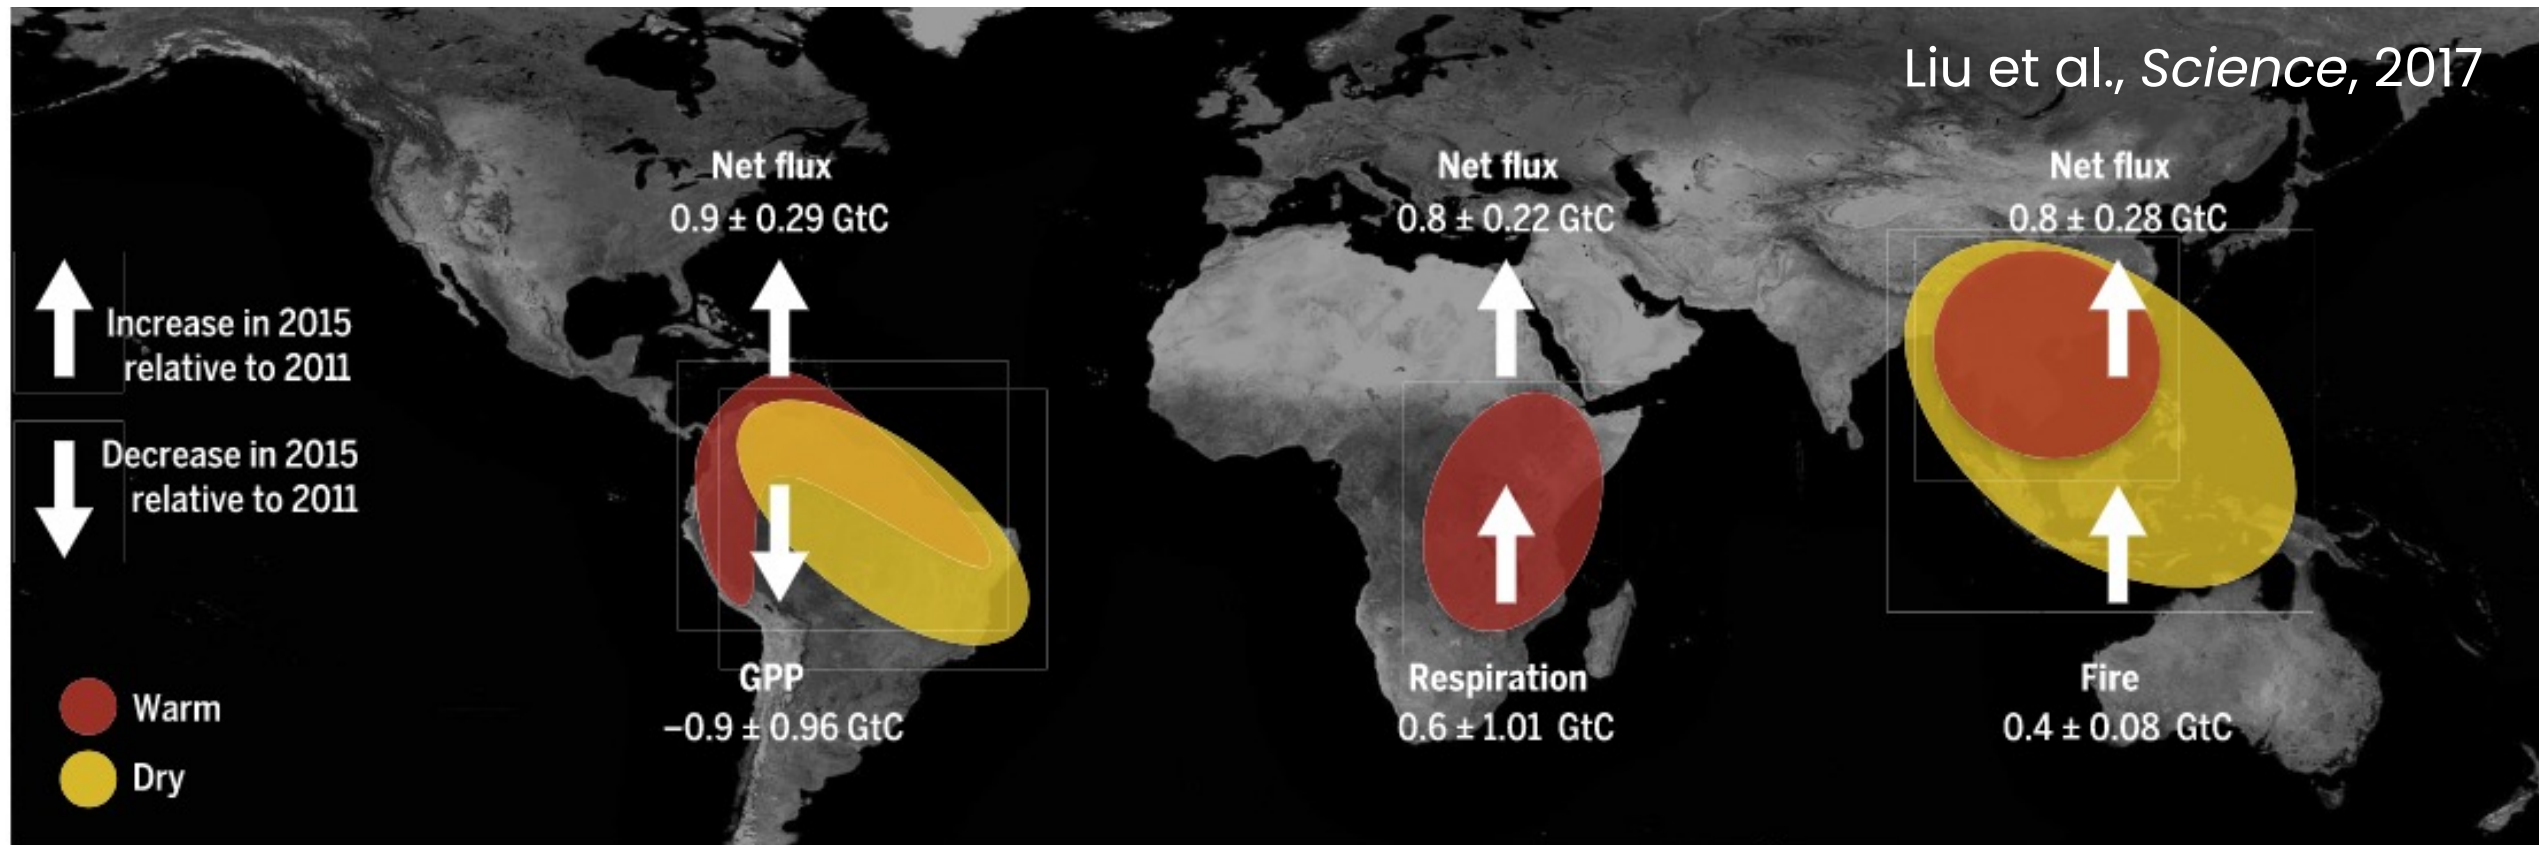 Liu et al., Science, 2017
Net flux
0.9 ± 0.29 GtC
Net flux
0.8 ± 0.22 GtC
Net flux
0.8 ± 0.28 GtC
Increase in 2015
relative to 2011
Decrease in 2015
relative to 2011
GPP
−0.9 ± 0.96 GtC
Respiration
0.6 ± 1.01 GtC
Fire
0.4 ± 0.08 GtC
Warm
Dry